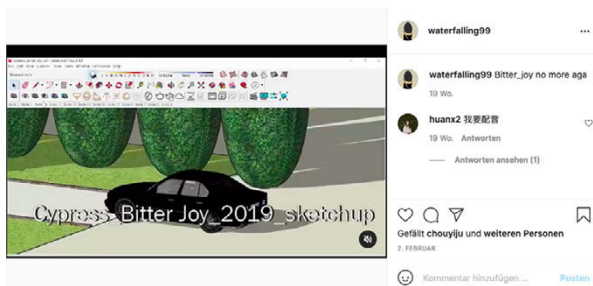 Cypress_Bitter Joy_2019_sketchup
waterfalling99
waterfalling99 Bitter_joy no more aga
19 Wo.
huanx2 我要配音
19 Wo. Antworten
Antworten ansehen (1)
Gefällt chouyiju und weiteren Personen
2. FEBRUAR
Kommentar hinzufügen ...
Posten